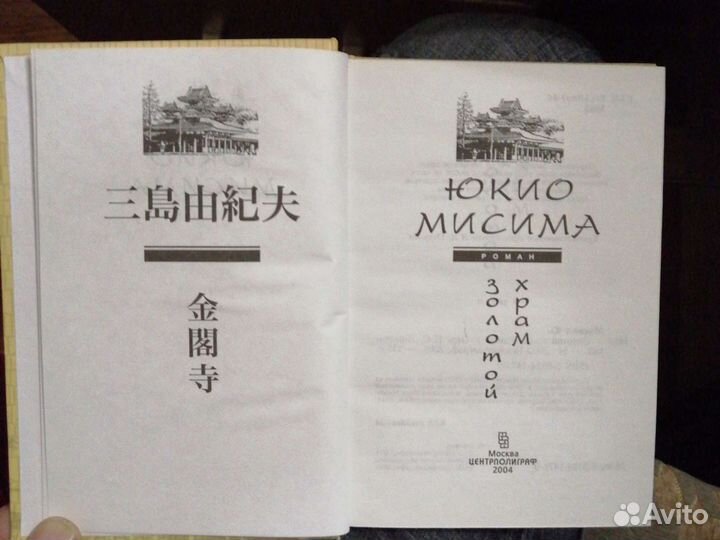 三島由紀夫
金閣寺
ЮКИО
МИСИМА
РОМАН
храм
золотой
Москва
ЦЕНТРПОЛИГРАФ
2004
Avito